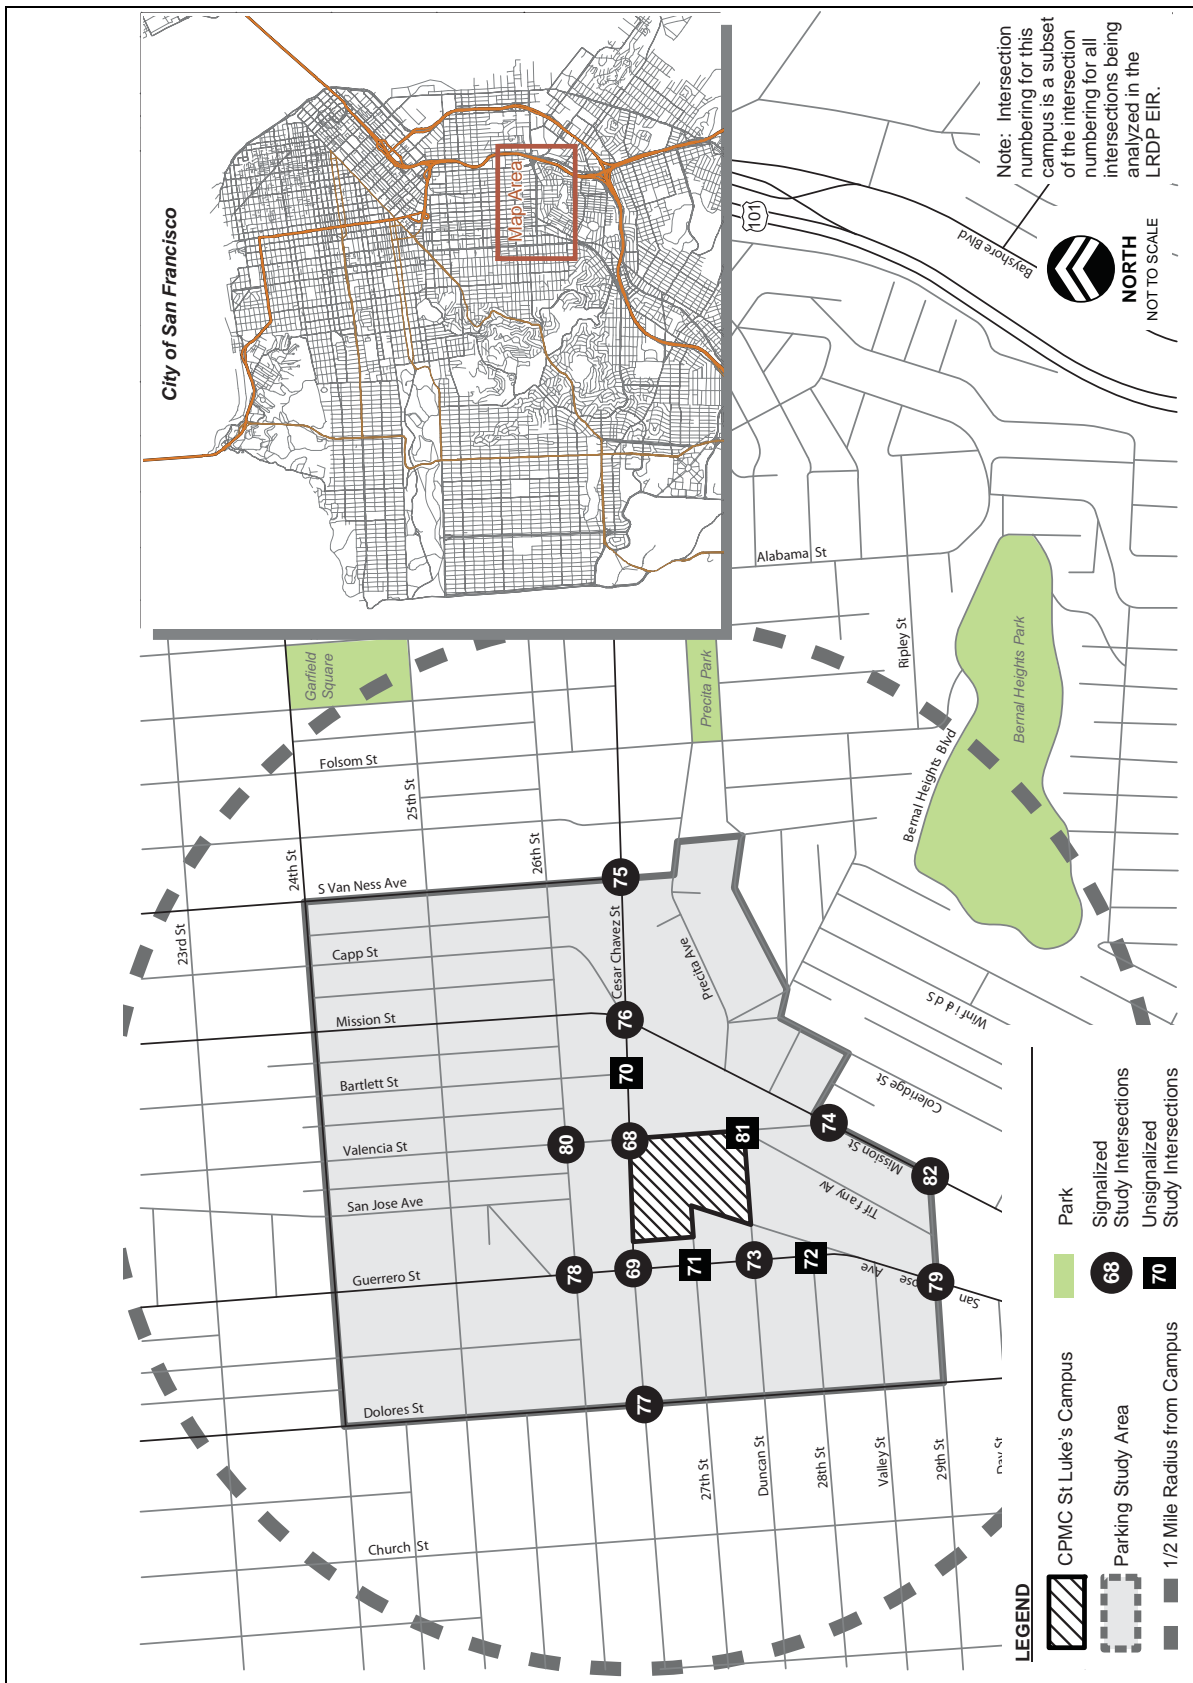 City of San Francisco
Map Area
Note: Intersection
numbering for this
campus is a subset
of the intersection
numbering for all
intersections being
analyzed in the
LRDP EIR.
101
Bayshore Blvd
NORTH
NOT TO SCALE
Alabama St
Ripley St
Bernal Heights Park
Bernal Heights Blvd
Precita Park
Garfield
Square
Folsom St
23rd St
24th St
25th St
26th St
S Van Ness Ave
Capp St
Mission St
Bartlett St
Valencia St
San Jose Ave
Guerrero St
Dolores St
Church St
Cesar Chavez St
Precita Ave
Coleridge St
Mission St
Tiffany Av
San Jose Ave
27th St
Duncan St
28th St
Valley St
29th St
75
76
70
68
80
81
74
82
78
69
71
73
72
79
77
LEGEND
CPMC St Luke's Campus
Parking Study Area
1/2 Mile Radius from Campus
Park
68
Signalized
Study Intersections
70
Unsignalized
Study Intersections